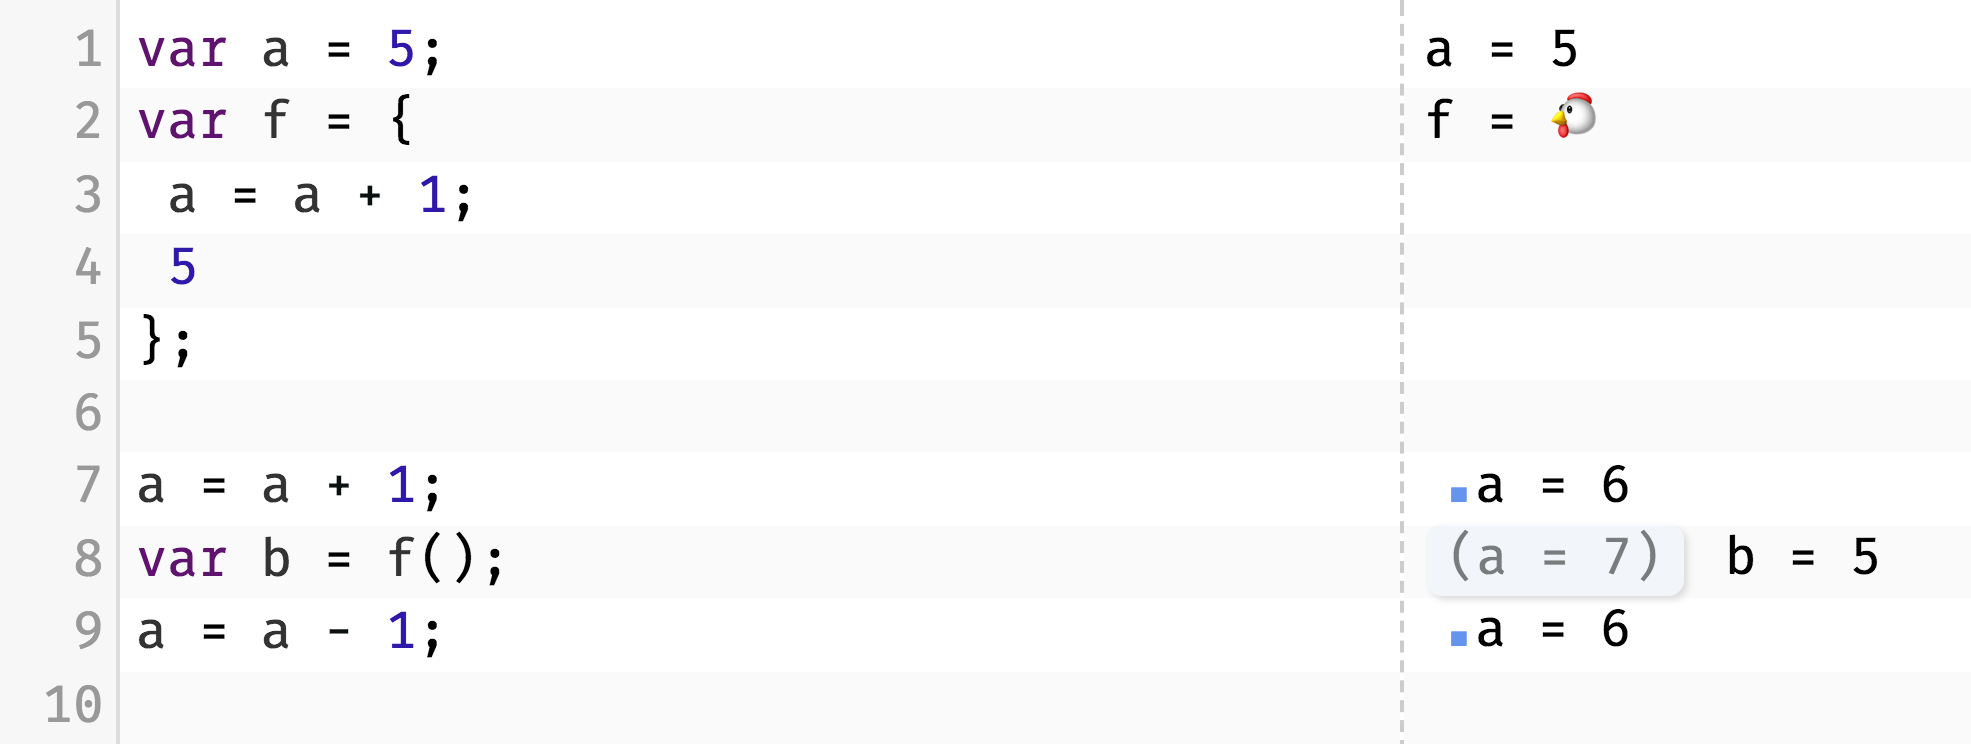 1 var a = 5; a = 5
2 var f = { f = 🐔
3 a = a + 1;
4 5
5 };
6
7 a = a + 1; a = 6
8 var b = f(); (a = 7) b = 5
9 a = a - 1; a = 6
10